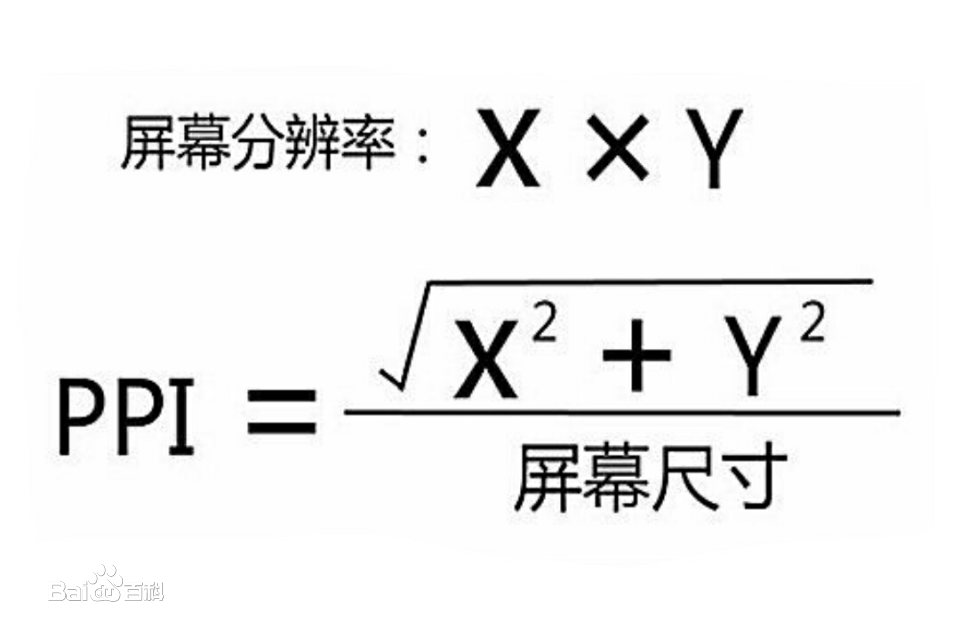 屏幕分辨率：X × Y
PPI = √(X² + Y²) / 屏幕尺寸
Bai百科